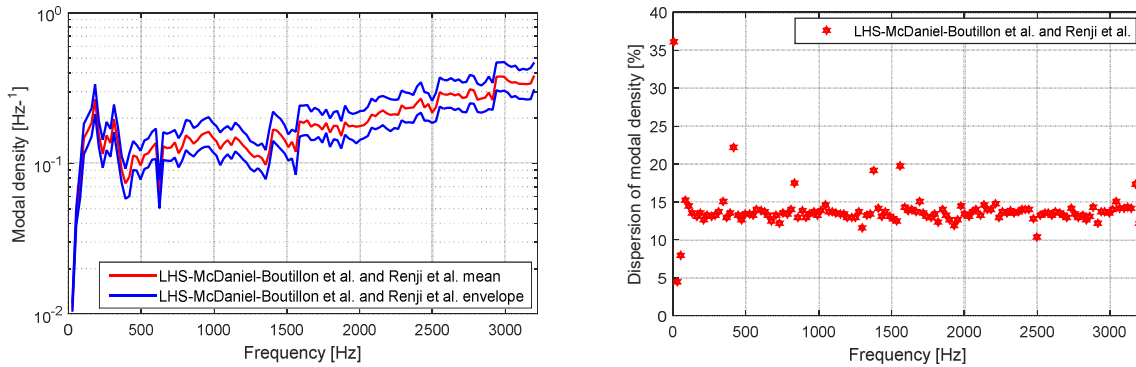 10^0
10^-1
10^-2
Modal density [Hz-1]
0 500 1000 1500 2000 2500 3000
Frequency [Hz]
LHS-McDaniel-Boutillon et al. and Renji et al. mean
LHS-McDaniel-Boutillon et al. and Renji et al. envelope
40
35
30
25
20
15
10
5
0
Dispersion of modal density [%]
0 500 1000 1500 2000 2500 3000
Frequency [Hz]
LHS-McDaniel-Boutillon et al. and Renji et al.